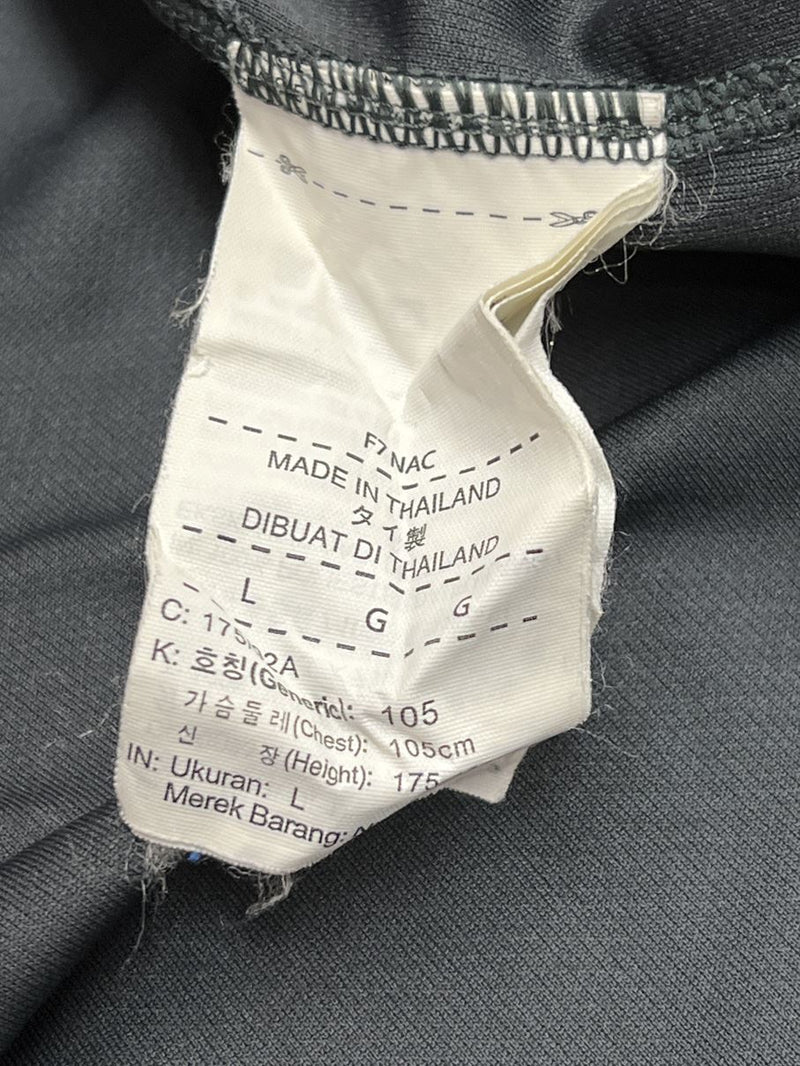 MADE IN THAILAND
タイ製
DIBUAT DI THAILAND
L G G
C:
K: 호칭(Generic): 105
가슴둘레(Chest): 105cm
신 장(Height): 175
IN: Ukuran: L
Merek Barang: